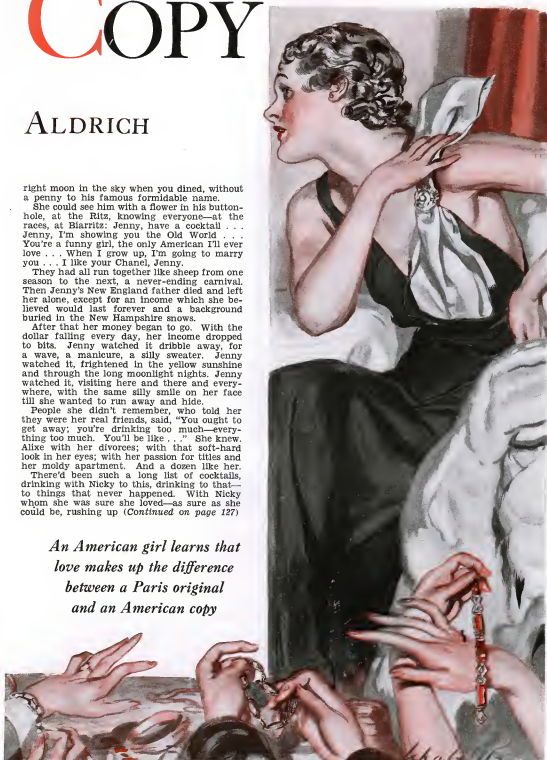 COPY
ALDRICH
right moon in the sky when you dined, without
a penny to his famous formidable name.
She could see him with a flower in his button-
hole, at the Ritz, knowing everyone—at the
races, at Biarritz: Jenny, have a cocktail . . .
Jenny, I'm showing you the Old World . . .
You're a funny girl, the only American I'll ever
love . . . When I grow up, I'm going to marry
you . . . I like your Chanel, Jenny.
They had all run together like sheep from one
season to the next, a never-ending carnival.
Then Jenny's New England father died and left
her alone, except for an income which she be-
lieved would last forever and a background
buried in the New Hampshire snows.
After that her money began to go. With the
dollar falling every day, her income dropped
to bits. Jenny watched it dribble away, for
a wave, a manicure, a silly sweater. Jenny
watched it, frightened in the yellow sunshine
and through the long moonlight nights. Jenny
watched it, visiting here and there and every-
where, with the same silly smile on her face
till she wanted to run away and hide.
People she didn't remember, who told her
they were her real friends, said, "You ought to
get away; you're drinking too much—every-
thing too much. You'll be like . . ." She knew.
Alixe with her divorces; with that soft-hard
look in her eyes; with her passion for titles and
her moldy apartment. And a dozen like her.
There'd been such a long list of cocktails,
drinking with Nicky to this, drinking to that—
to things that never happened. With Nicky
whom she was sure she loved—as sure as she
could be, rushing up (Continued on page 127)
An American girl learns that
love makes up the difference
between a Paris original
and an American copy